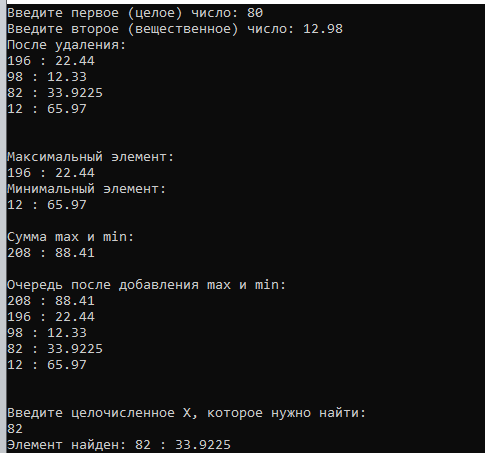 Введите первое (целое) число: 80
Введите второе (вещественное) число: 12.98
После удаления:
196 : 22.44
98 : 12.33
82 : 33.9225
12 : 65.97
Максимальный элемент:
196 : 22.44
Минимальный элемент:
12 : 65.97
Сумма max и min:
208 : 88.41
Очередь после добавления max и min:
208 : 88.41
196 : 22.44
98 : 12.33
82 : 33.9225
12 : 65.97
Введите целочисленное X, которое нужно найти:
82
Элемент найден: 82 : 33.9225